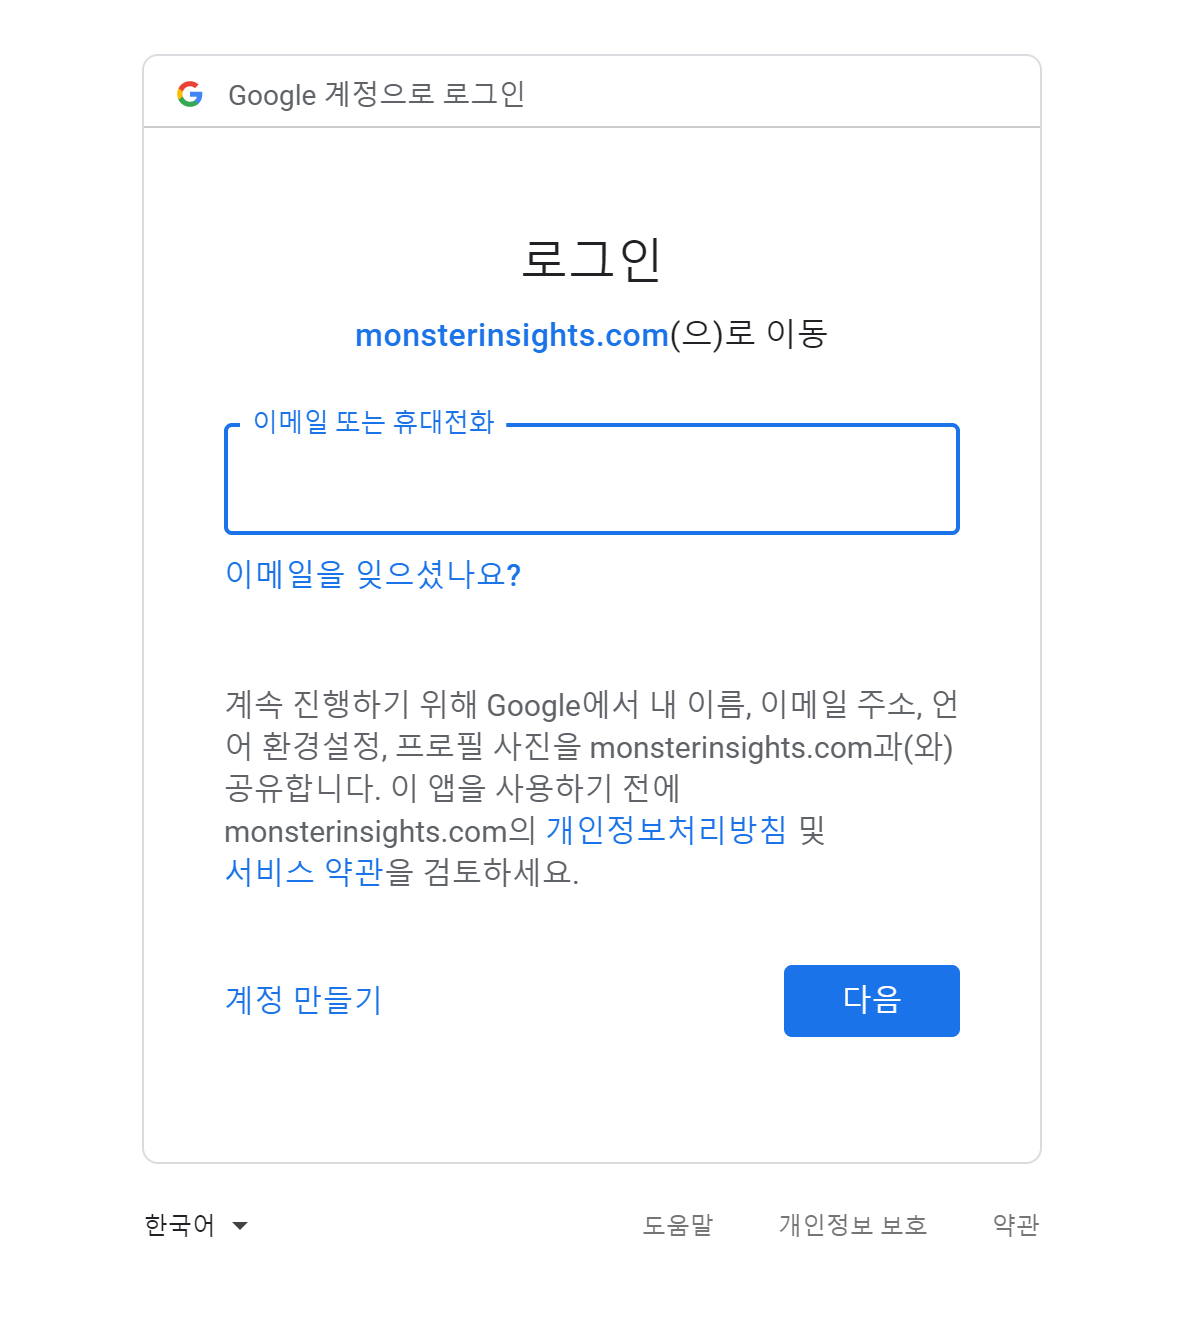 Google 계정으로 로그인
로그인
monsterinsights.com(으)로 이동
이메일 또는 휴대전화
이메일을 잊으셨나요?
계속 진행하기 위해 Google에서 내 이름, 이메일 주소, 언
어 환경설정, 프로필 사진을 monsterinsights.com과(와)
공유합니다. 이 앱을 사용하기 전에
monsterinsights.com의 개인정보처리방침 및
서비스 약관을 검토하세요.
계정 만들기 다음
한국어 도움말 개인정보 보호 약관